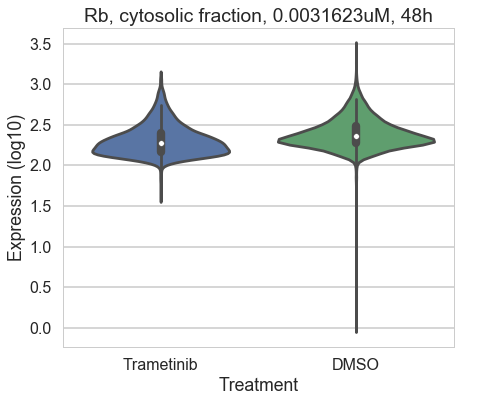 Rb, cytosolic fraction, 0.0031623uM, 48h
Expression (log10)
3.5
3.0
2.5
2.0
1.5
1.0
0.5
0.0
Trametinib DMSO
Treatment